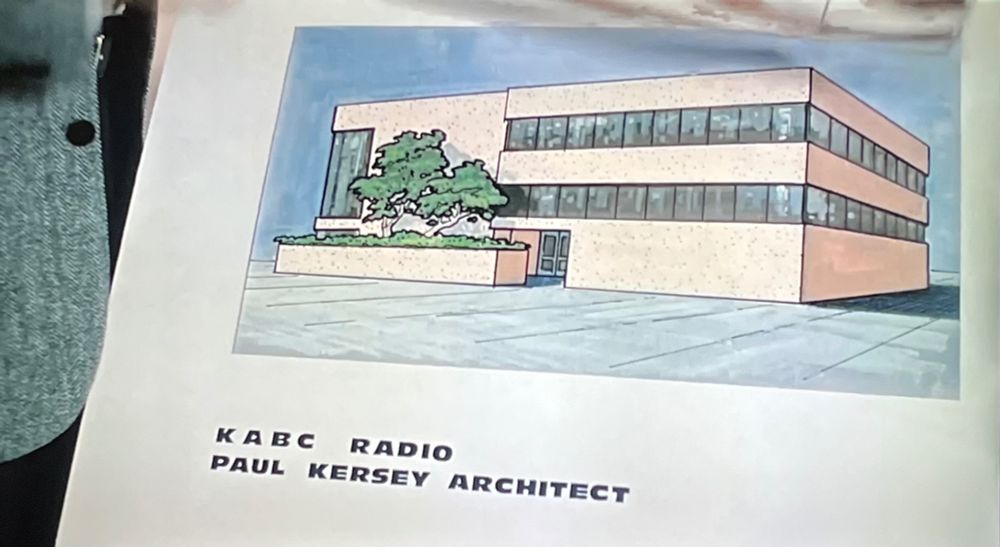 KABC RADIO
PAUL KERSEY ARCHITECT